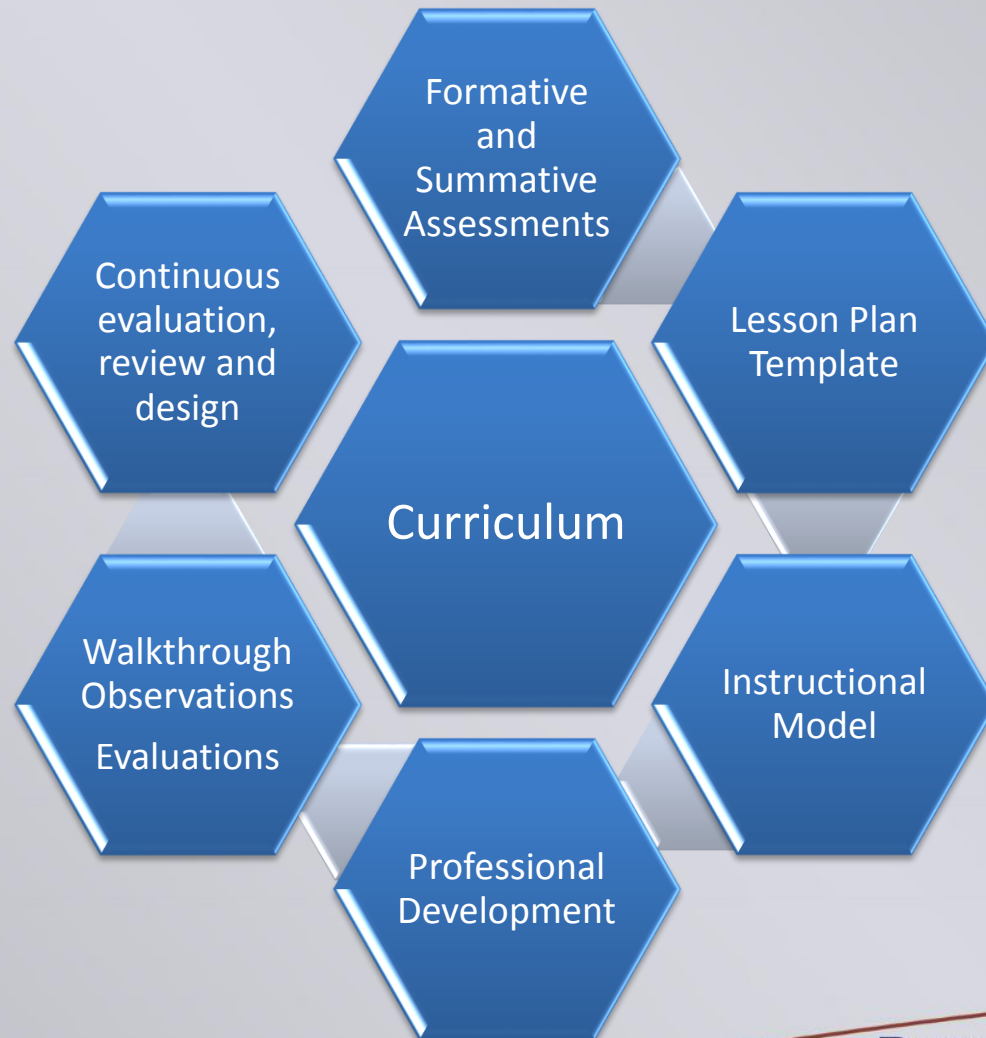 Formative
and
Summative
Assessments
Continuous
evaluation,
review and
design
Lesson Plan
Template
Curriculum
Walkthrough
Observations
Evaluations
Instructional
Model
Professional
Development